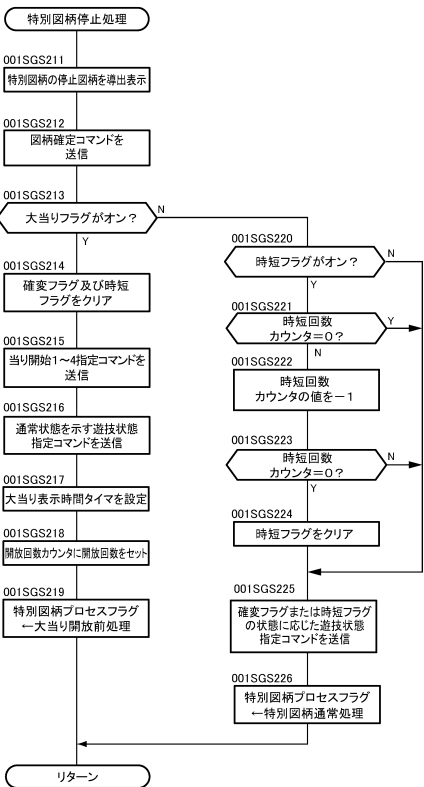 特別図柄停止処理
001SGS211
特別図柄の停止図柄を導出表示
001SGS212
図柄確定コマンドを
送信
001SGS213
大当りフラグがオン？
N
Y
001SGS214
確変フラグ及び時短
フラグをクリア
001SGS215
当り開始1～4指定コマンドを
送信
001SGS216
通常状態を示す遊技状態
指定コマンドを送信
001SGS217
大当り表示時間タイマを設定
001SGS218
開放回数カウンタに開放回数をセット
001SGS219
特別図柄プロセスフラグ
←大当り開放前処理
001SGS220
時短フラグがオン？
N
Y
001SGS221
時短回数
カウンタ＝0？
Y
N
001SGS222
時短回数
カウンタの値を－1
001SGS223
時短回数
カウンタ＝0？
N
Y
001SGS224
時短フラグをクリア
001SGS225
確変フラグまたは時短フラグ
の状態に応じた遊技状態
指定コマンドを送信
001SGS226
特別図柄プロセスフラグ
←特別図柄通常処理
リターン